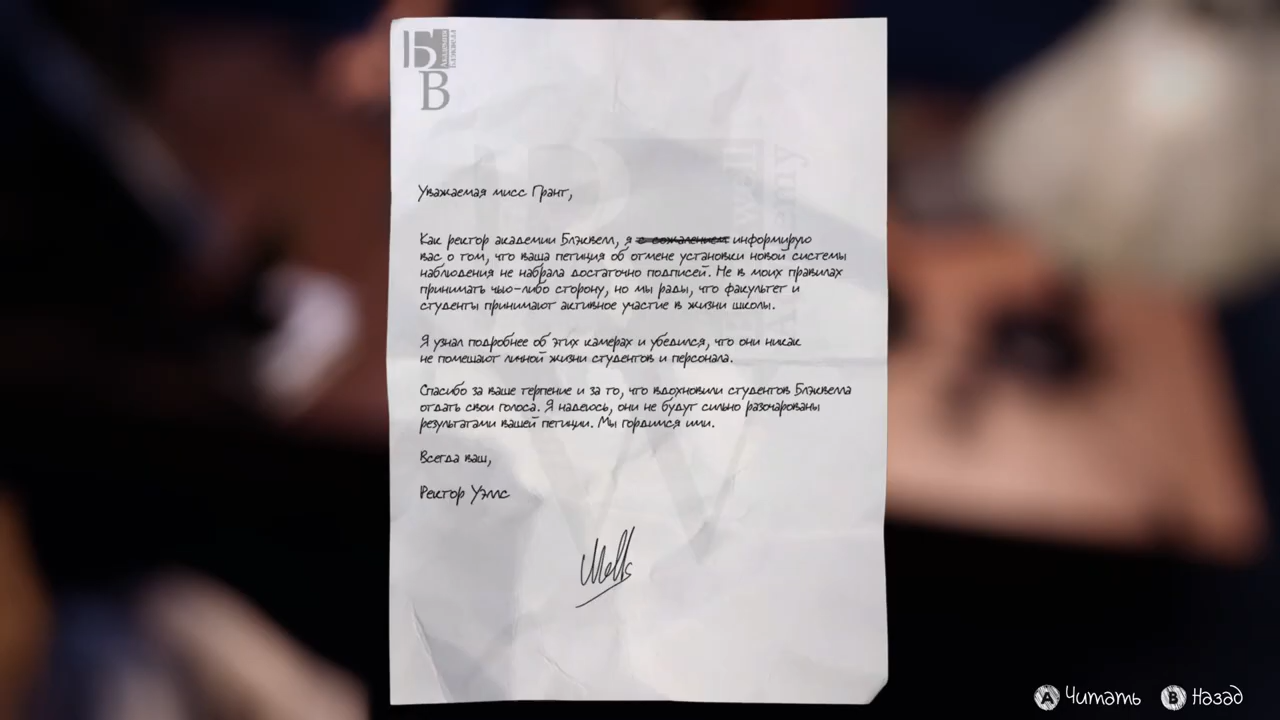 Б
Академия
Блэквелл
В
Уважаемая мисс Грант,
Как ректор академии Блэквелл, я с сожалением информирую
вас о том, что ваша петиция об отмене установки новой системы
наблюдения не набрала достаточно подписей. Не в моих правилах
принимать чью-либо сторону, но мы рады, что факультет и
студенты принимают активное участие в жизни школы.
Я узнал подробнее об этих камерах и убедился, что они никак
не помешают личной жизни студентов и персонала.
Спасибо за ваше терпение и за то, что вдохновили студентов Блэквелла
отдать свои голоса. Я надеюсь, они не будут сильно разочарованы
результатами вашей петиции. Мы гордимся ими.
Всегда ваш,
Ректор Уэллс
Wells
A Читать B Назад